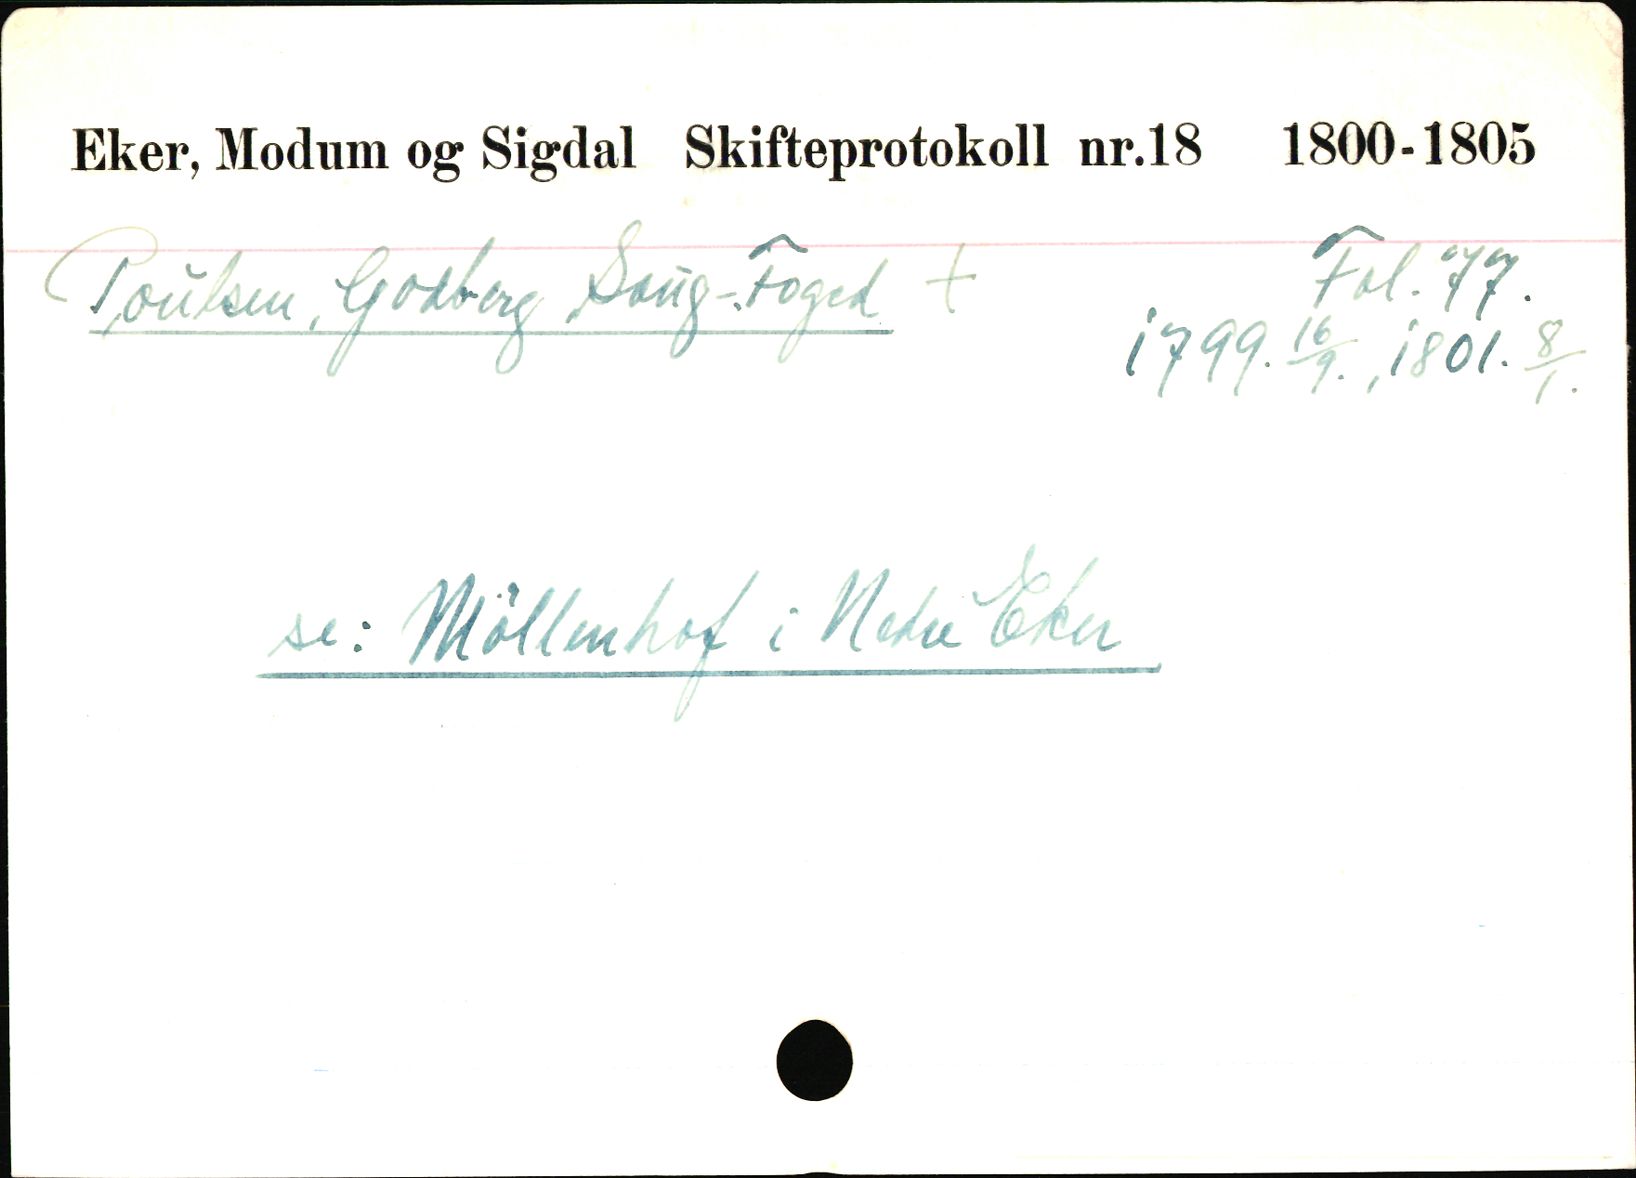 Eker, Modum og Sigdal Skifteprotokoll nr.18 1800-1805
Poulsen, Godberg Saug-Foged † Fol. 77.
1799. 16/9., 1801. 8/1.
se: Möllenhof i Nedre Eker